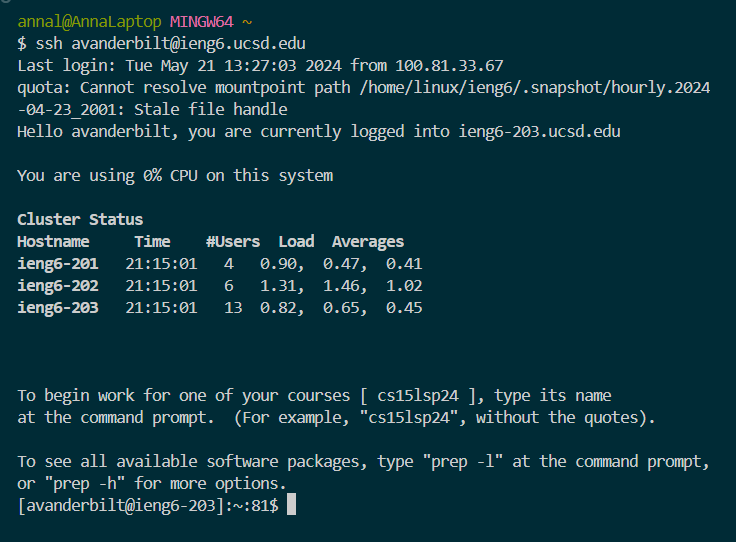 annal@AnnaLaptop MINGW64 ~
$ ssh avanderbilt@ieng6.ucsd.edu
Last login: Tue May 21 13:27:03 2024 from 100.81.33.67
quota: Cannot resolve mountpoint path /home/linux/ieng6/.snapshot/hourly.2024
-04-23_2001: Stale file handle
Hello avanderbilt, you are currently logged into ieng6-203.ucsd.edu

You are using 0% CPU on this system

Cluster Status
Hostname     Time    #Users  Load  Averages
ieng6-201   21:15:01   4   0.90,  0.47,  0.41
ieng6-202   21:15:01   6   1.31,  1.46,  1.02
ieng6-203   21:15:01   13  0.82,  0.65,  0.45

To begin work for one of your courses [ cs15lsp24 ], type its name
at the command prompt.  (For example, "cs15lsp24", without the quotes).

To see all available software packages, type "prep -l" at the command prompt,
or "prep -h" for more options.
[avanderbilt@ieng6-203]:~:81$